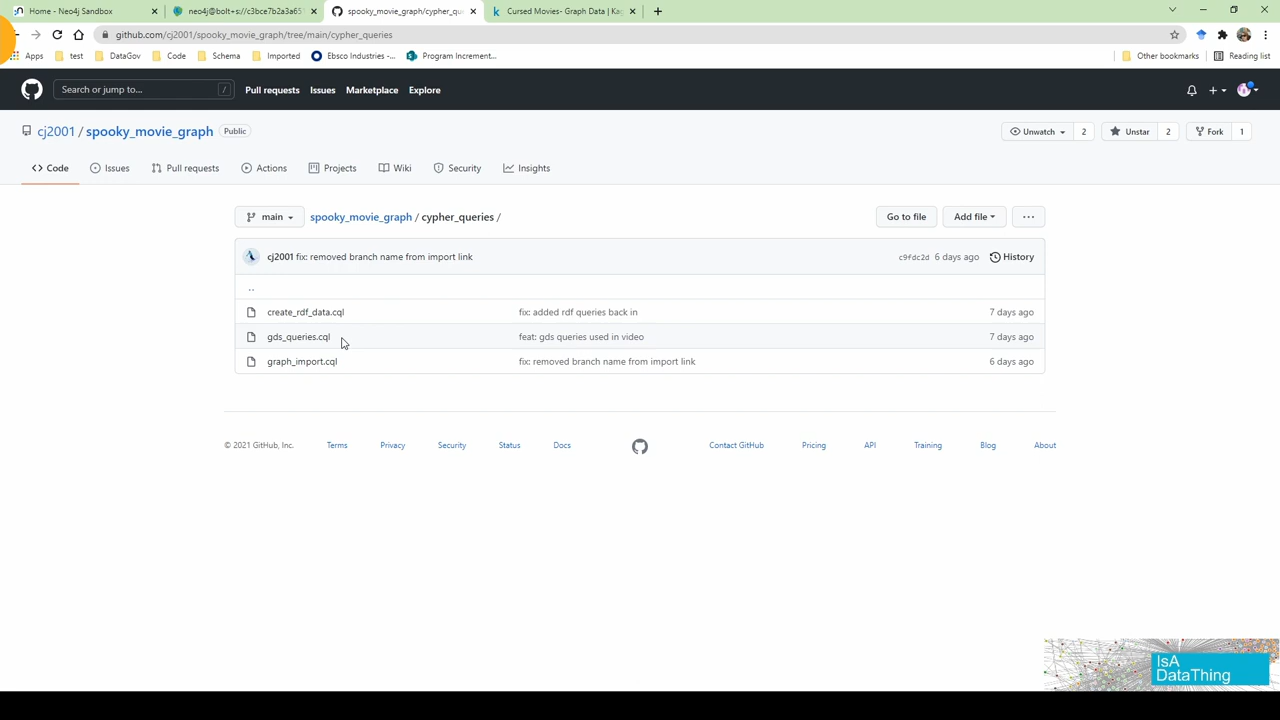 Home - Neo4j Sandbox
neo4j@bolt+s://c3bce7b2a3a651
spooky_movie_graph/cypher_qu
Cursed Movies- Graph Data | Kag
github.com/cj2001/spooky_movie_graph/tree/main/cypher_queries
Apps test DataGov Code Schema Imported Ebsco Industries -... Program Increment... Other bookmarks Reading list
Search or jump to... / Pull requests Issues Marketplace Explore
cj2001 / spooky_movie_graph Public Unwatch 2 Unstar 2 Fork 1
Code Issues Pull requests Actions Projects Wiki Security Insights
main spooky_movie_graph / cypher_queries / Go to file Add file ...
cj2001 fix: removed branch name from import link c9fdc2d 6 days ago History
..
create_rdf_data.cql fix: added rdf queries back in 7 days ago
gds_queries.cql feat: gds queries used in video 7 days ago
graph_import.cql fix: removed branch name from import link 6 days ago
© 2021 GitHub, Inc. Terms Privacy Security Status Docs Contact GitHub Pricing API Training Blog About
IsA
DataThing